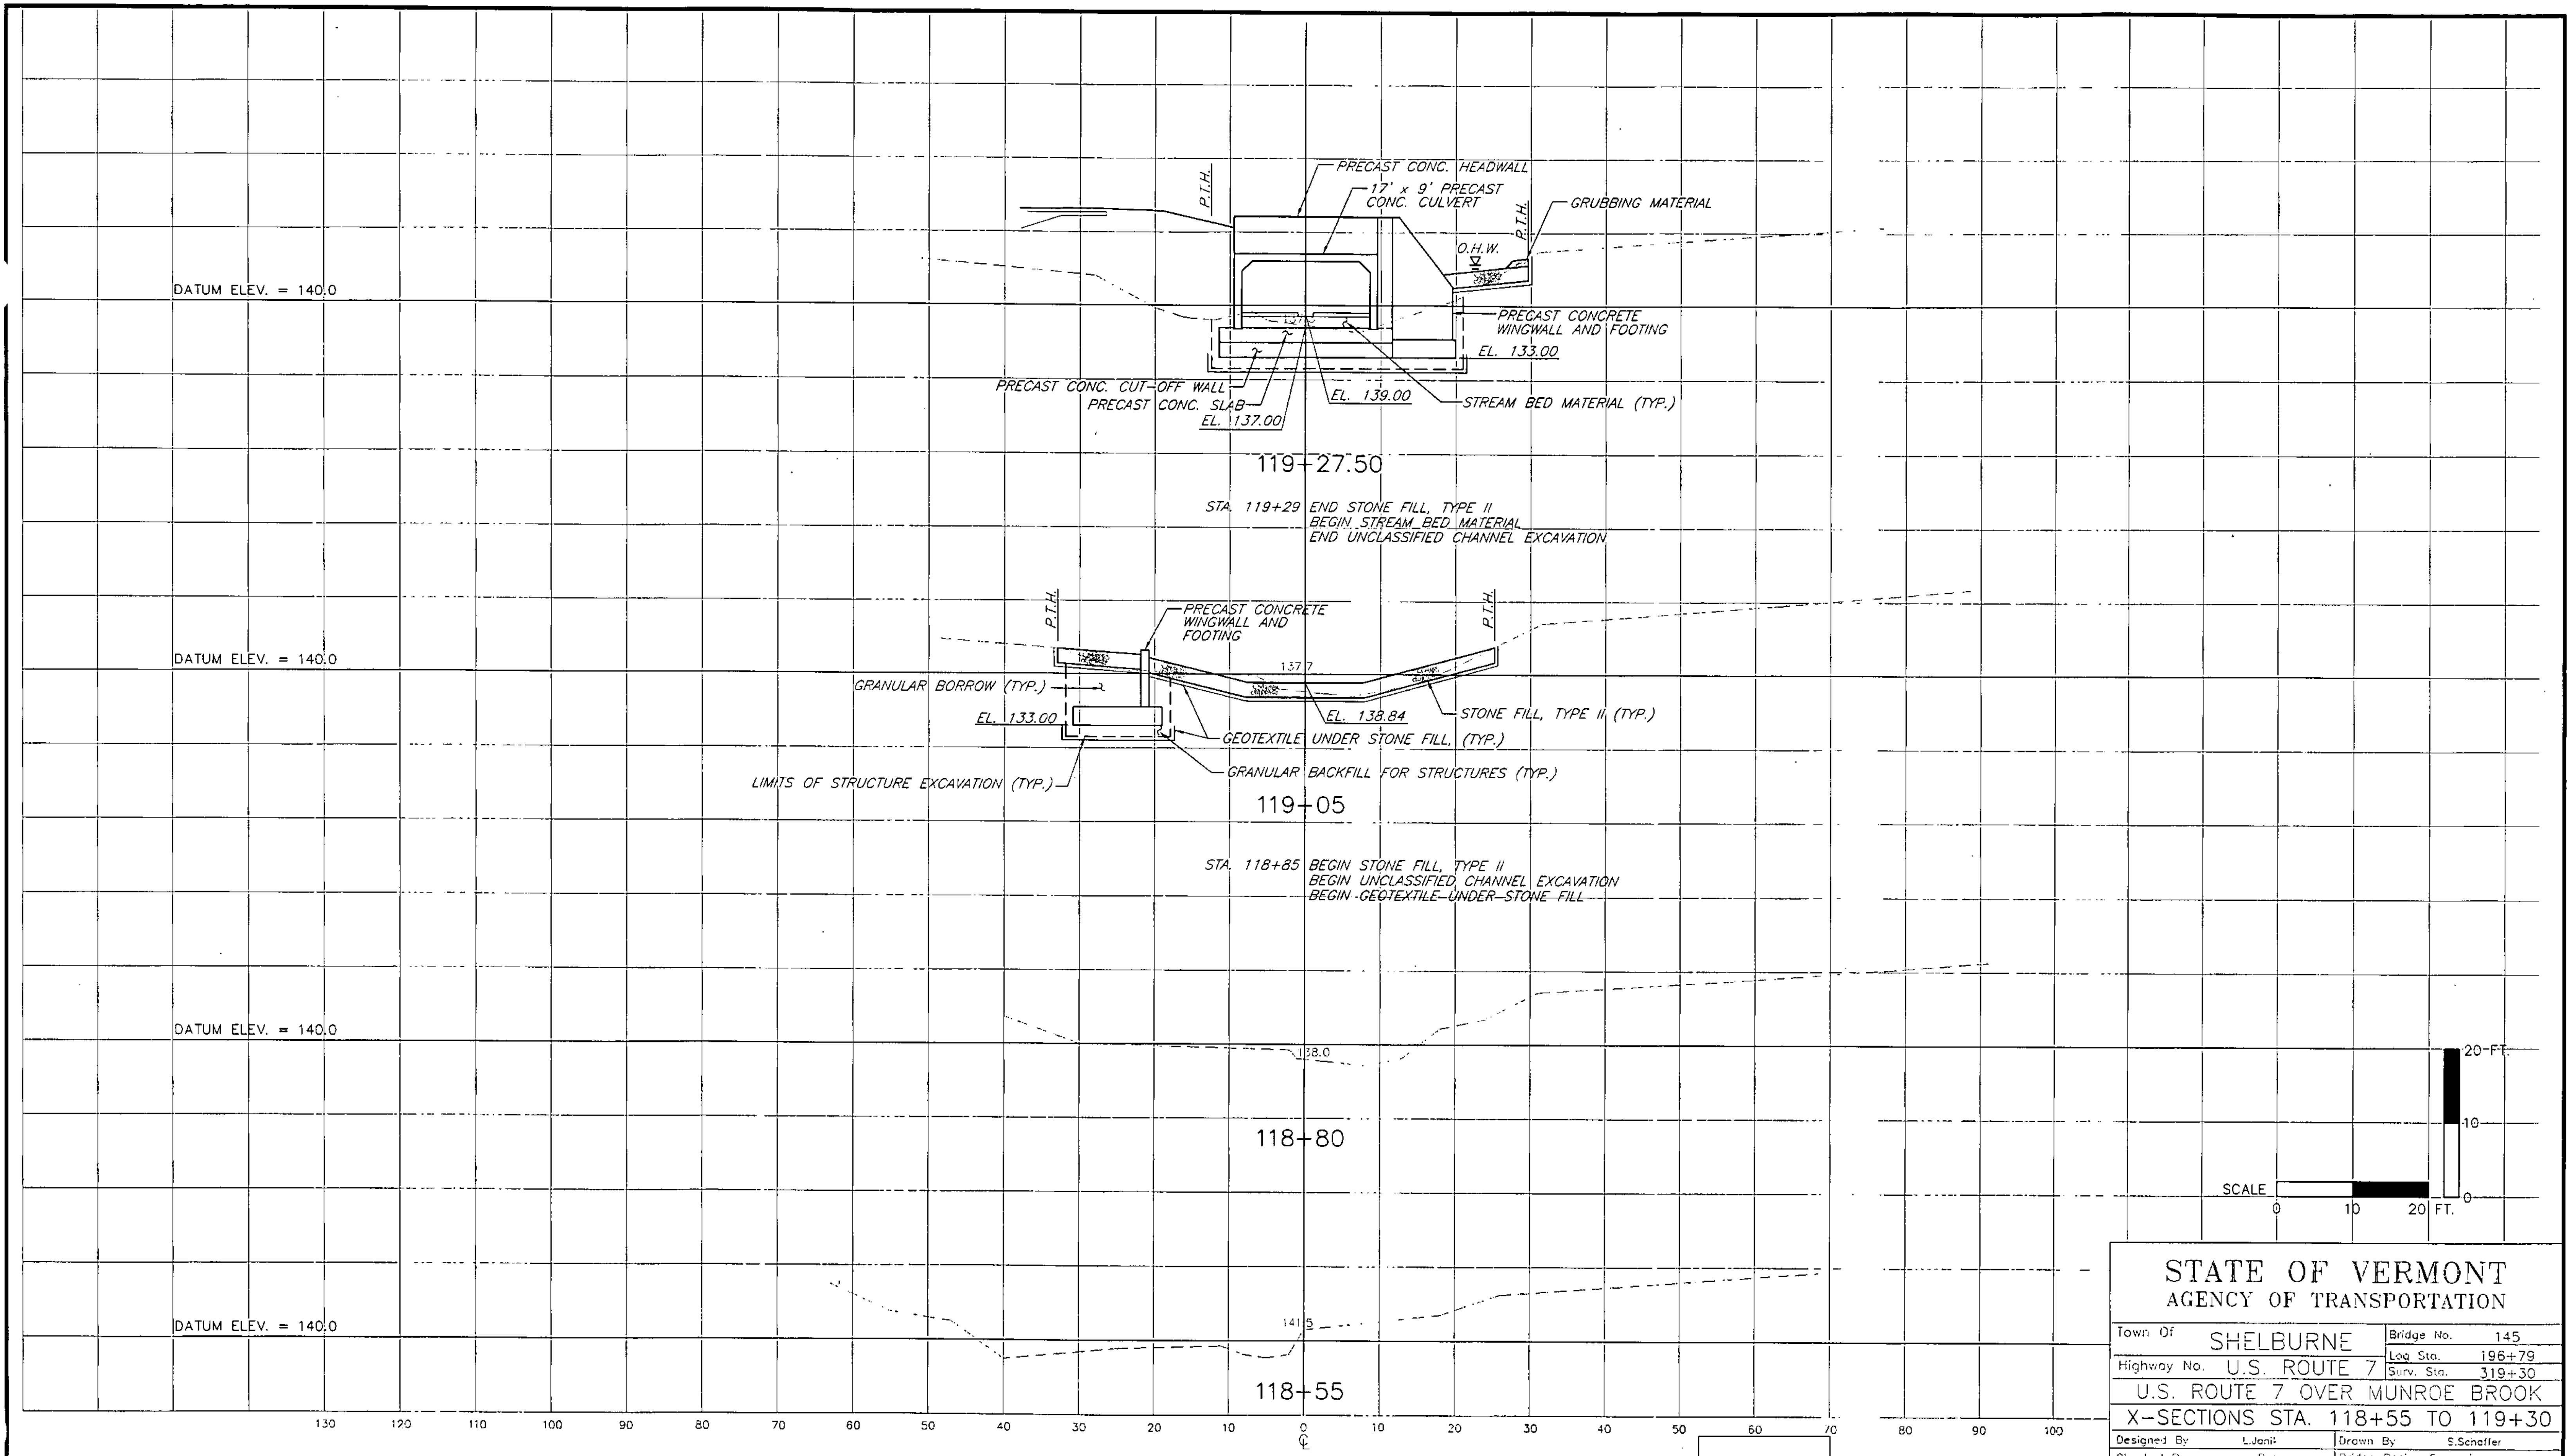 PRECAST CONC. HEADWALL
17' x 9' PRECAST
CONC. CULVERT
P.T.H.
P.T.H.
GRUBBING MATERIAL
O.H.W.
DATUM ELEV. = 140.0
PRECAST CONCRETE
WINGWALL AND FOOTING
EL. 133.00
PRECAST CONC. CUT-OFF WALL
PRECAST CONC. SLAB
EL. 137.00
EL. 139.00
STREAM BED MATERIAL (TYP.)
119+27.50
STA. 119+29 END STONE FILL, TYPE II
BEGIN STREAM BED MATERIAL
END UNCLASSIFIED CHANNEL EXCAVATION
P.T.H.
PRECAST CONCRETE
WINGWALL AND
FOOTING
P.T.H.
DATUM ELEV. = 140.0
137.7
GRANULAR BORROW (TYP.)
EL. 133.00
EL. 138.84
STONE FILL, TYPE II (TYP.)
GEOTEXTILE UNDER STONE FILL, (TYP.)
LIMITS OF STRUCTURE EXCAVATION (TYP.)
GRANULAR BACKFILL FOR STRUCTURES (TYP.)
119+05
STA. 118+85 BEGIN STONE FILL, TYPE II
BEGIN UNCLASSIFIED CHANNEL EXCAVATION
BEGIN GEOTEXTILE UNDER STONE FILL
DATUM ELEV. = 140.0
138.0
20 FT.
10
0
118+80
SCALE
0 10 20 FT.
DATUM ELEV. = 140.0
141.5
118+55
130 120 110 100 90 80 70 60 50 40 30 20 10 0 10 20 30 40 50 60 70 80 90 100
℄
STATE OF VERMONT
AGENCY OF TRANSPORTATION
Town Of SHELBURNE Bridge No. 145
Log Sta. 196+79
Highway No. U.S. ROUTE 7 Surv. Sta. 319+30
U.S. ROUTE 7 OVER MUNROE BROOK
X-SECTIONS STA. 118+55 TO 119+30
Designed By Drawn By S.Schaffer